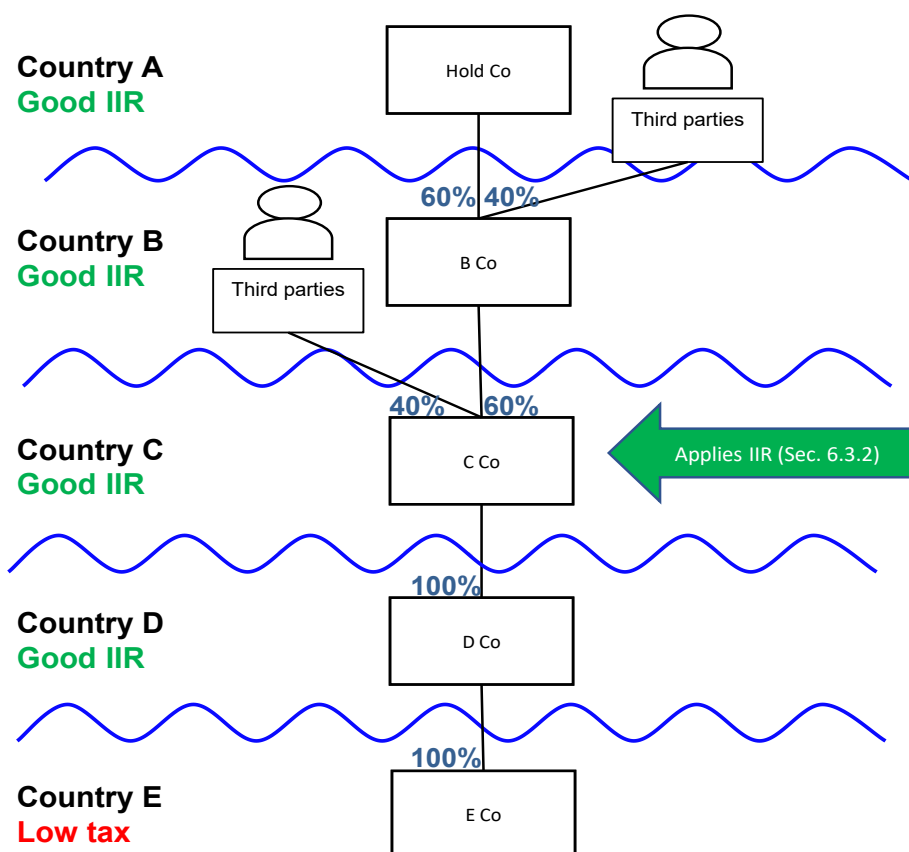 Country A
Good IIR
Hold Co
Third parties
60% 40%
Country B
Good IIR
B Co
Third parties
40% 60%
Country C
Good IIR
C Co
Applies IIR (Sec. 6.3.2)
100%
Country D
Good IIR
D Co
100%
Country E
Low tax
E Co